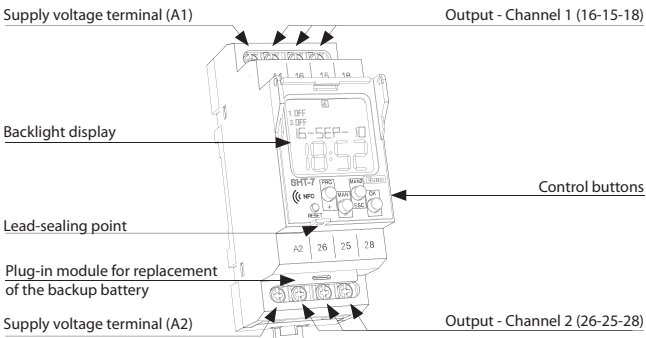 Supply voltage terminal (A1)
Output - Channel 1 (16-15-18)
16 15 18
Backlight display
4
1 OFF
2 OFF
16-SEP-10
18:52
SHT-7
PRG
MAN2
NFC
MAN1
OK
Control buttons
+
ESC
RESET
Lead-sealing point
A2 26 25 28
Plug-in module for replacement
of the backup battery
Supply voltage terminal (A2)
Output - Channel 2 (26-25-28)